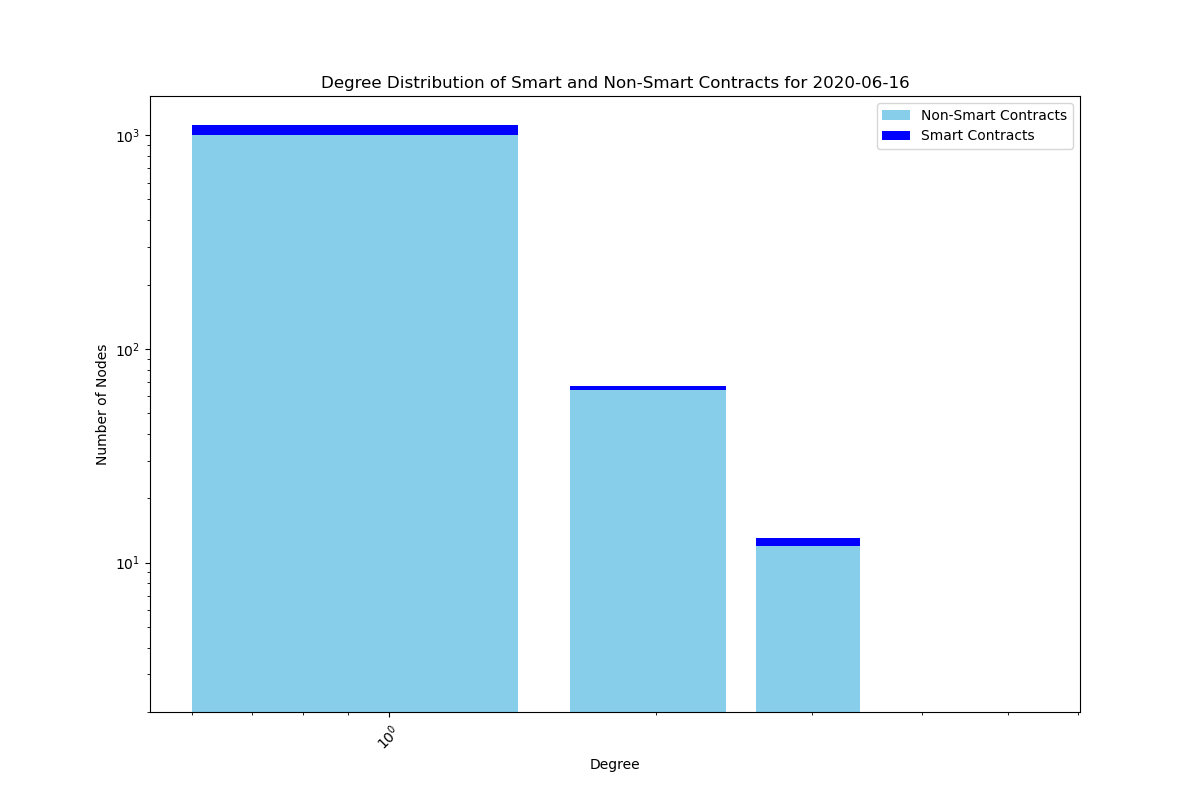 Degree Distribution of Smart and Non-Smart Contracts for 2020-06-16
Non-Smart Contracts
Smart Contracts
10³
10²
10¹
Number of Nodes
10⁰
Degree